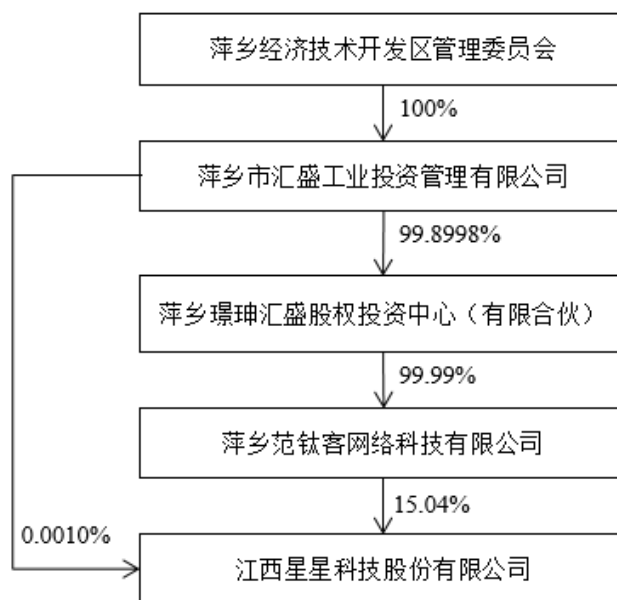 萍乡经济技术开发区管理委员会
100%
萍乡市汇盛工业投资管理有限公司
99.8998%
萍乡璟珅汇盛股权投资中心（有限合伙）
99.99%
萍乡范钛客网络科技有限公司
15.04%
0.0010%
江西星星科技股份有限公司